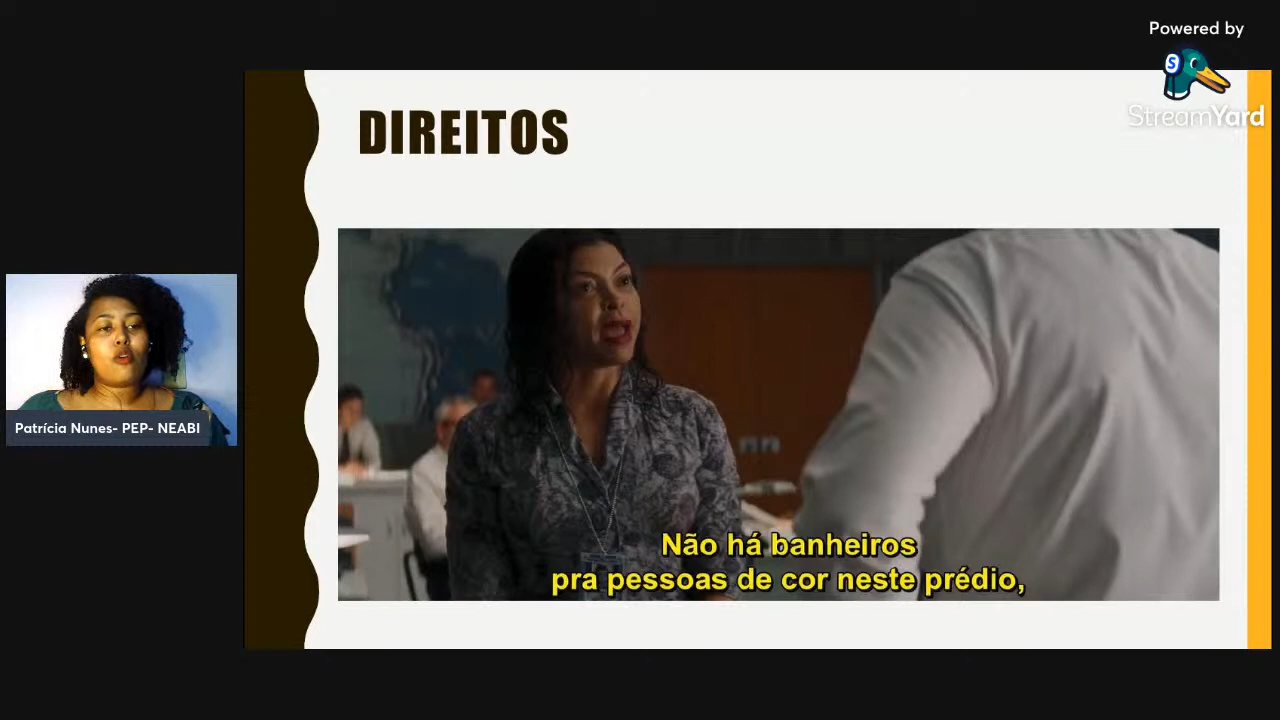 Powered by
StreamYard
DIREITOS
Patrícia Nunes- PEP- NEABI
Não há banheiros
pra pessoas de cor neste prédio,